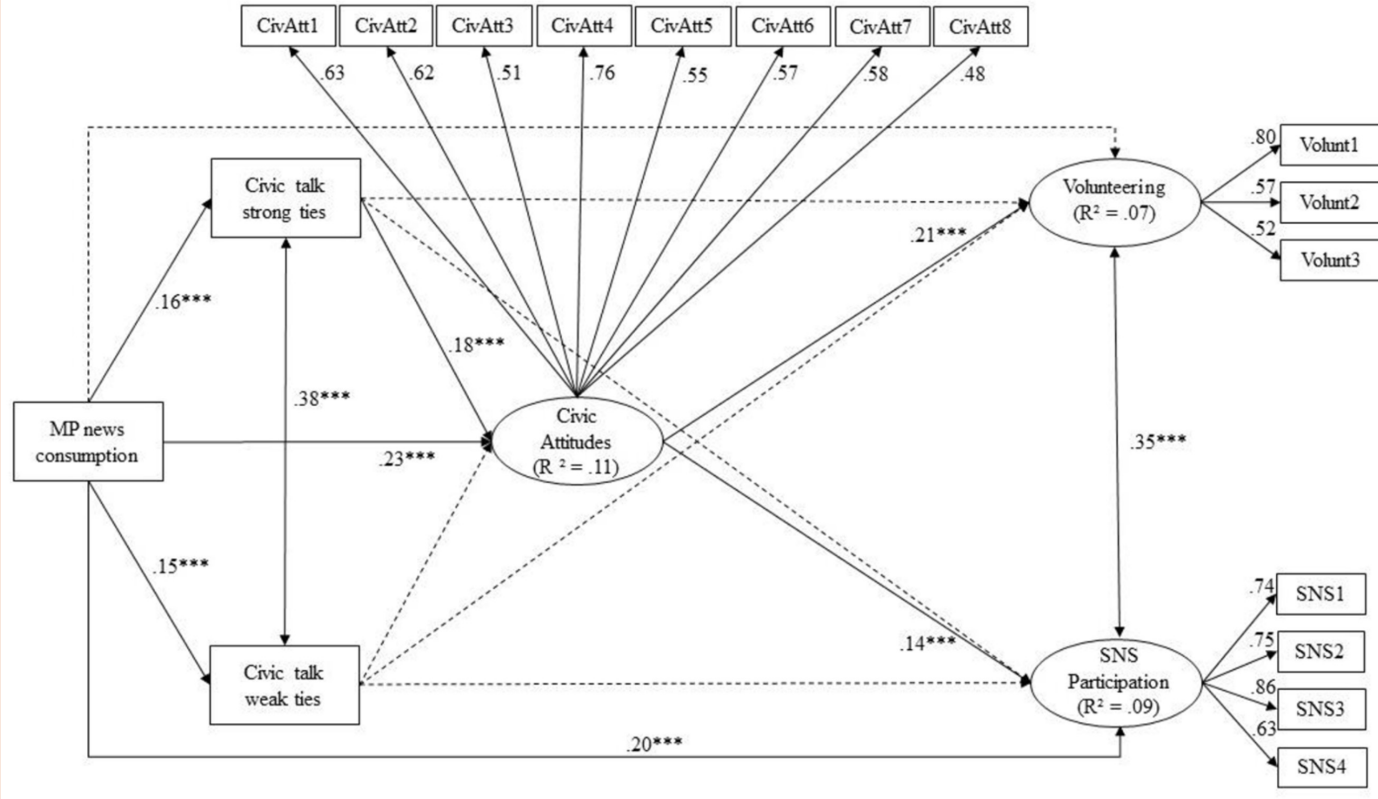 CivAtt1 CivAtt2 CivAtt3 CivAtt4 CivAtt5 CivAtt6 CivAtt7 CivAtt8
.63 .62 .51 .76 .55 .57 .58 .48
Civic talk
strong ties
Volunteering
(R² = .07)
.80
Volunt1
.57
Volunt2
.52
Volunt3
.21***
.16***
.18***
.38***
MP news
consumption
Civic
Attitudes
(R ² = .11)
.23***
.35***
.15***
.14***
Civic talk
weak ties
SNS
Participation
(R² = .09)
.74
SNS1
.75
SNS2
.86
SNS3
.63
SNS4
.20***